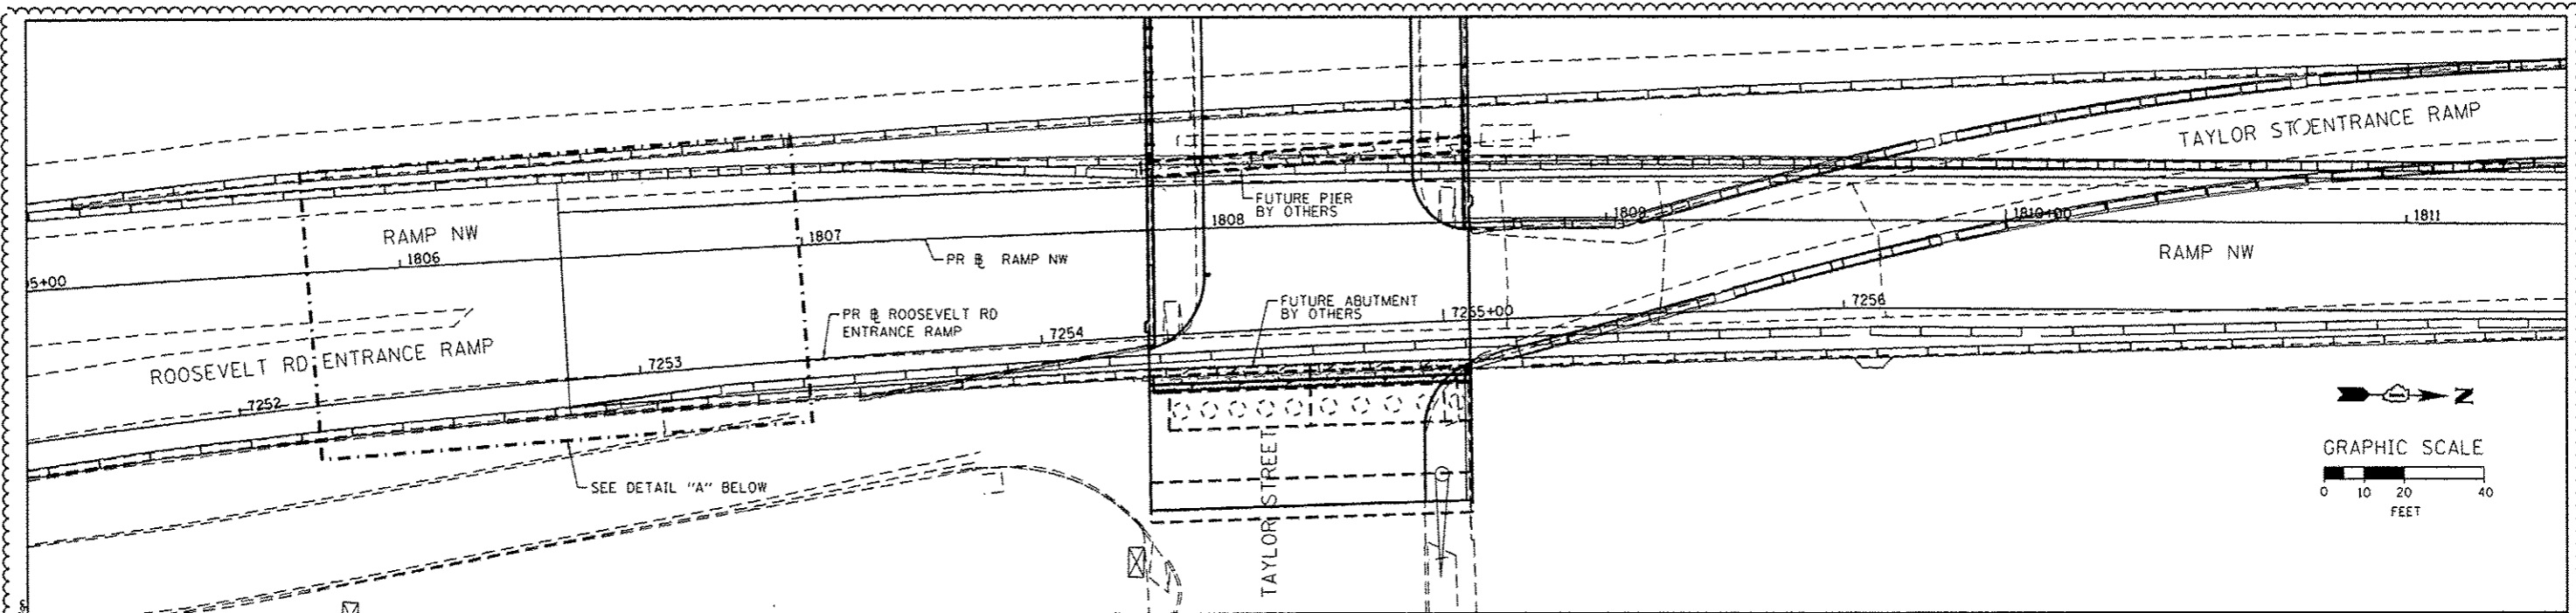 TAYLOR ST ENTRANCE RAMP
FUTURE PIER
BY OTHERS
RAMP NW
1806
1807
1808
1809
1810+00
1811
PR ⅊ RAMP NW
RAMP NW
5+00
FUTURE ABUTMENT
BY OTHERS
7256
7255+00
PR ⅊ ROOSEVELT RD
ENTRANCE RAMP
7254
ROOSEVELT RD ENTRANCE RAMP
7253
7252
SEE DETAIL "A" BELOW
TAYLOR STREET
N
GRAPHIC SCALE
0 10 20 40
FEET